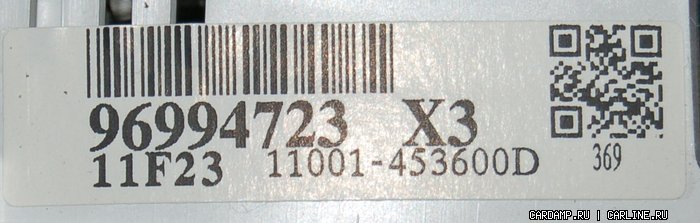 96994723 X3
11F23 11001-453600D
369
CARDAMP.RU | CARLINE.RU